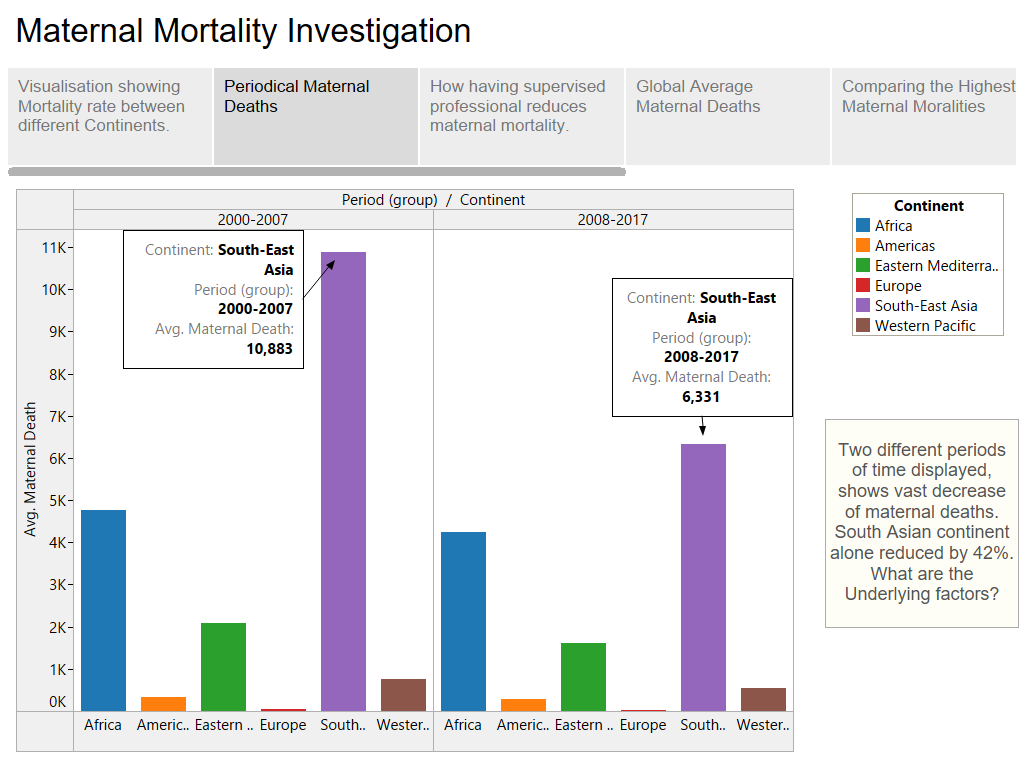 Maternal Mortality Investigation
Visualisation showing
Mortality rate between
different Continents.
Periodical Maternal
Deaths
How having supervised
professional reduces
maternal mortality.
Global Average
Maternal Deaths
Comparing the Highest
Maternal Moralities
Period (group) / Continent
2000-2007
2008-2017
Avg. Maternal Death
11K
10K
9K
8K
7K
6K
5K
4K
3K
2K
1K
0K
Continent: South-East
Asia
Period (group):
2000-2007
Avg. Maternal Death:
10,883
Continent: South-East
Asia
Period (group):
2008-2017
Avg. Maternal Death:
6,331
Africa
Americ..
Eastern ..
Europe
South..
Wester..
Africa
Americ..
Eastern ..
Europe
South..
Wester..
Continent
Africa
Americas
Eastern Mediterra..
Europe
South-East Asia
Western Pacific
Two different periods
of time displayed,
shows vast decrease
of maternal deaths.
South Asian continent
alone reduced by 42%.
What are the
Underlying factors?